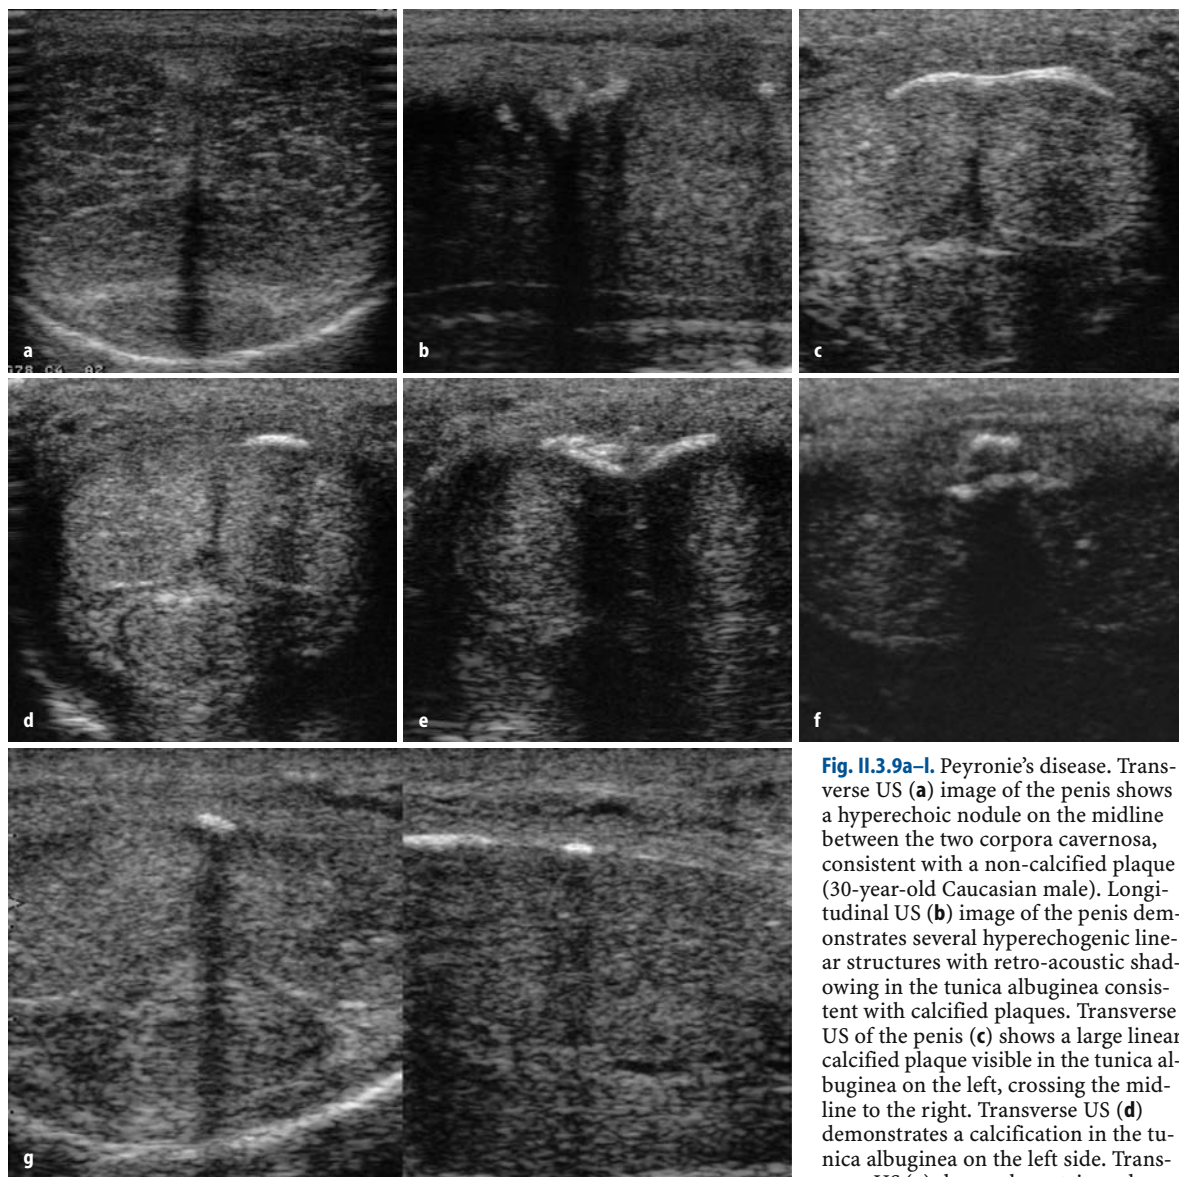 a
b
c
278 C4 82
d
e
f
g
Fig. II.3.9a–l. Peyronie’s disease. Trans-
verse US (a) image of the penis shows
a hyperechoic nodule on the midline
between the two corpora cavernosa,
consistent with a non-calcified plaque
(30-year-old Caucasian male). Longi-
tudinal US (b) image of the penis dem-
onstrates several hyperechogenic line-
ar structures with retro-acoustic shad-
owing in the tunica albuginea consis-
tent with calcified plaques. Transverse
US of the penis (c) shows a large linear
calcified plaque visible in the tunica al-
buginea on the left, crossing the mid-
line to the right. Transverse US (d)
demonstrates a calcification in the tu-
nica albuginea on the left side. Trans-